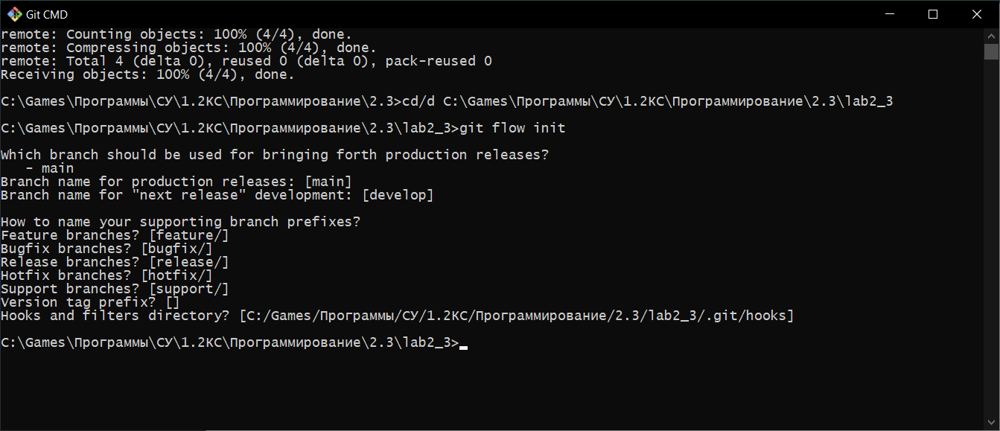 Git CMD
remote: Counting objects: 100% (4/4), done.
remote: Compressing objects: 100% (4/4), done.
remote: Total 4 (delta 0), reused 0 (delta 0), pack-reused 0
Receiving objects: 100% (4/4), done.
C:\Games\Программы\СУ\1.2КС\Программирование\2.3>cd/d C:\Games\Программы\СУ\1.2КС\Программирование\2.3\lab2_3
C:\Games\Программы\СУ\1.2КС\Программирование\2.3\lab2_3>git flow init
Which branch should be used for bringing forth production releases?
- main
Branch name for production releases: [main]
Branch name for "next release" development: [develop]
How to name your supporting branch prefixes?
Feature branches? [feature/]
Bugfix branches? [bugfix/]
Release branches? [release/]
Hotfix branches? [hotfix/]
Support branches? [support/]
Version tag prefix? []
Hooks and filters directory? [C:/Games/Программы/СУ/1.2КС/Программирование/2.3/lab2_3/.git/hooks]
C:\Games\Программы\СУ\1.2КС\Программирование\2.3\lab2_3>